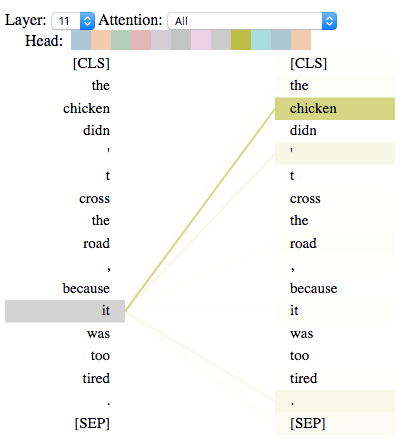 Layer: 11 Attention: All
Head:
[CLS] [CLS]
the the
chicken chicken
didn didn
' '
t t
cross cross
the the
road road
, ,
because because
it it
was was
too too
tired tired
. .
[SEP] [SEP]